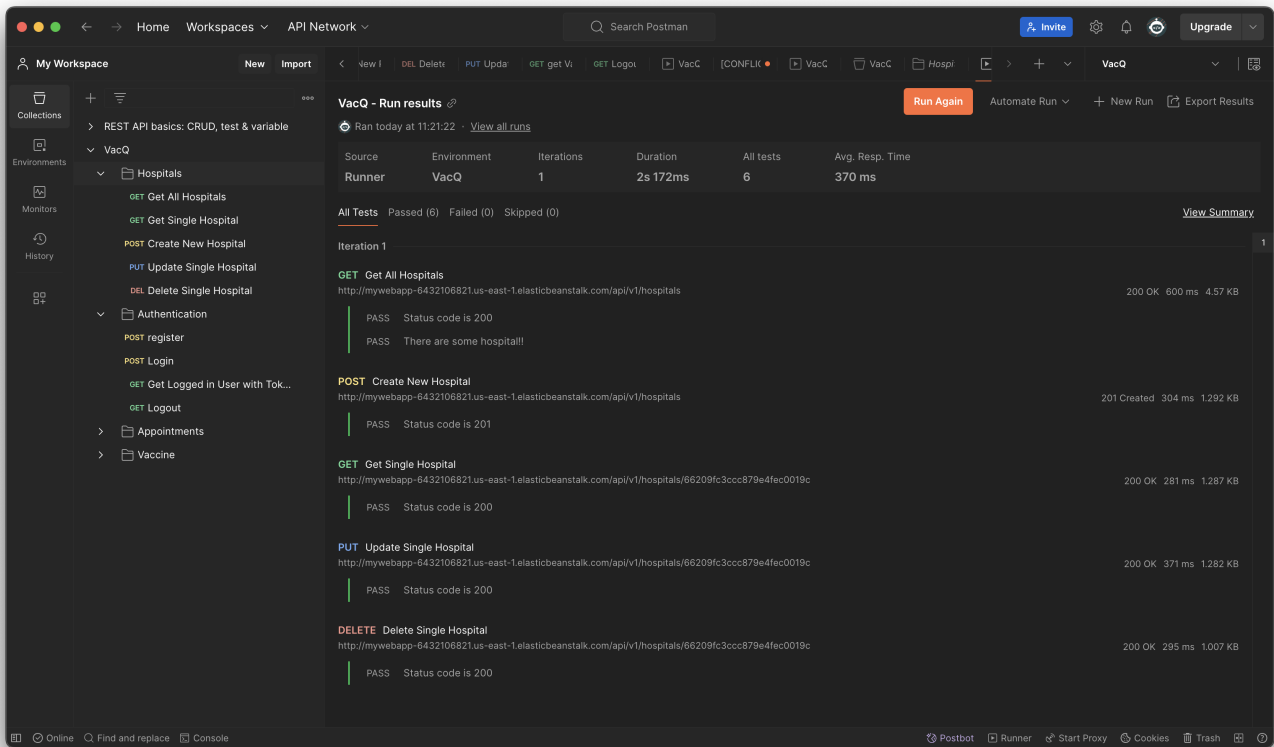 Home Workspaces API Network Search Postman Invite Upgrade
My Workspace New Import DEL Delete PUT Upda GET get Va GET Logou VacQ [CONFLIC VacQ VacQ Hospi VacQ
Collections
Environments
Monitors
History
REST API basics: CRUD, test & variable
VacQ
Hospitals
GET Get All Hospitals
GET Get Single Hospital
POST Create New Hospital
PUT Update Single Hospital
DEL Delete Single Hospital
Authentication
POST register
POST Login
GET Get Logged in User with Tok...
GET Logout
Appointments
Vaccine
VacQ - Run results Run Again Automate Run New Run Export Results
Ran today at 11:21:22 · View all runs
Source Environment Iterations Duration All tests Avg. Resp. Time
Runner VacQ 1 2s 172ms 6 370 ms
All Tests Passed (6) Failed (0) Skipped (0) View Summary
Iteration 1 1
GET Get All Hospitals
http://mywebapp-6432106821.us-east-1.elasticbeanstalk.com/api/v1/hospitals 200 OK 600 ms 4.57 KB
PASS Status code is 200
PASS There are some hospital!!
POST Create New Hospital
http://mywebapp-6432106821.us-east-1.elasticbeanstalk.com/api/v1/hospitals 201 Created 304 ms 1.292 KB
PASS Status code is 201
GET Get Single Hospital
http://mywebapp-6432106821.us-east-1.elasticbeanstalk.com/api/v1/hospitals/66209fc3ccc879e4fec0019c 200 OK 281 ms 1.287 KB
PASS Status code is 200
PUT Update Single Hospital
http://mywebapp-6432106821.us-east-1.elasticbeanstalk.com/api/v1/hospitals/66209fc3ccc879e4fec0019c 200 OK 371 ms 1.282 KB
PASS Status code is 200
DELETE Delete Single Hospital
http://mywebapp-6432106821.us-east-1.elasticbeanstalk.com/api/v1/hospitals/66209fc3ccc879e4fec0019c 200 OK 295 ms 1.007 KB
PASS Status code is 200
Online Find and replace Console Postbot Runner Start Proxy Cookies Trash